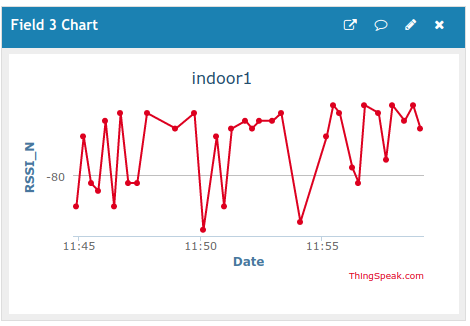 Field 3 Chart
indoor1
RSSI_N
-80
11:45 11:50 11:55
Date
ThingSpeak.com